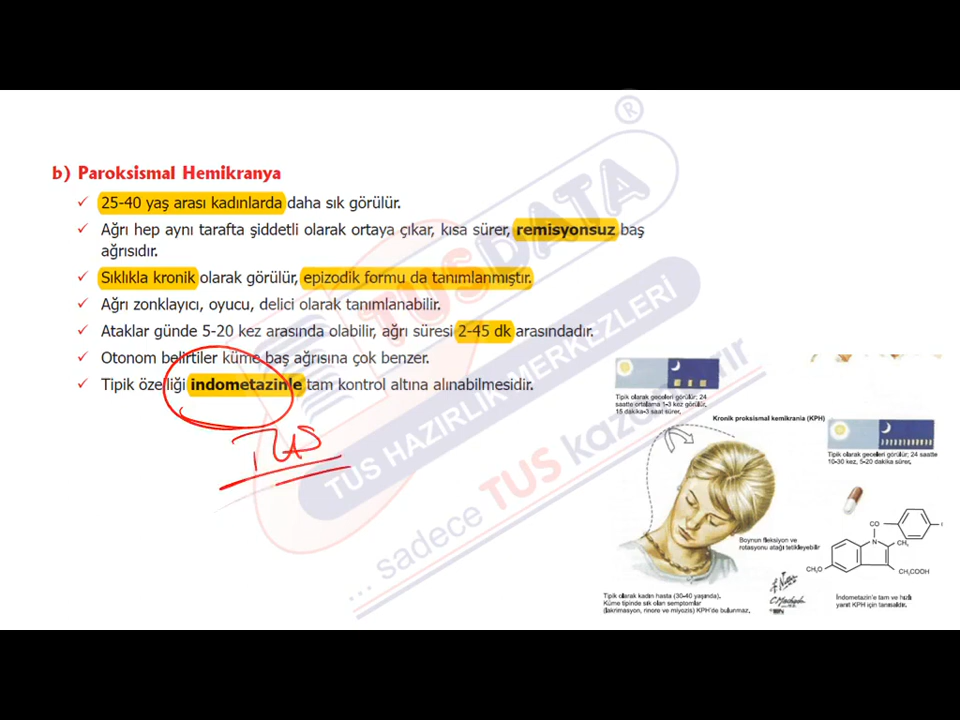 b) Paroksismal Hemikranya
✓ 25-40 yaş arası kadınlarda daha sık görülür.
✓ Ağrı hep aynı tarafta şiddetli olarak ortaya çıkar, kısa sürer, remisyonsuz baş
ağrısıdır.
✓ Sıklıkla kronik olarak görülür, epizodik formu da tanımlanmıştır.
✓ Ağrı zonklayıcı, oyucu, delici olarak tanımlanabilir.
✓ Ataklar günde 5-20 kez arasında olabilir, ağrı süresi 2-45 dk arasındadır.
✓ Otonom belirtiler küme baş ağrısına çok benzer.
✓ Tipik özelliği indometazinle tam kontrol altına alınabilmesidir.
TUS
TUSDATA
®
TUS HAZIRLIK MERKEZLERİ
... sadece TUS kazandırır
Tipik olarak geceleri görülür; 24
saatte ortalama 1-3 kez görülür,
15 dakika-3 saat sürer,
Kronik proksismal kemikrania (KPH)
Tipik olarak geceleri görülür; 24 saatte
10-30 kez, 5-20 dakika sürer,
Boynun fleksiyon ve
rotasyonu atağı tetikleyebilir
CO
I
N
CH₃
CH₃O
CH₂COOH
Tipik olarak kadın hasta (30-40 yaşında),
Küme tipinde sık olan semptomlar
(lakrimasyon, rinore ve miyozis) KPH'de bulunmaz,
İndometazin'e tam ve hızlı
yanıt KPH için tanısaldır.